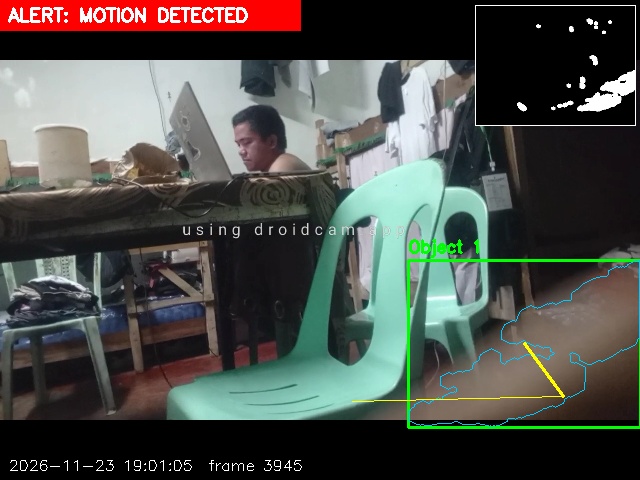 ALERT: MOTION DETECTED
using droidcam app
Object 1
2026-11-23 19:01:05 frame 3945